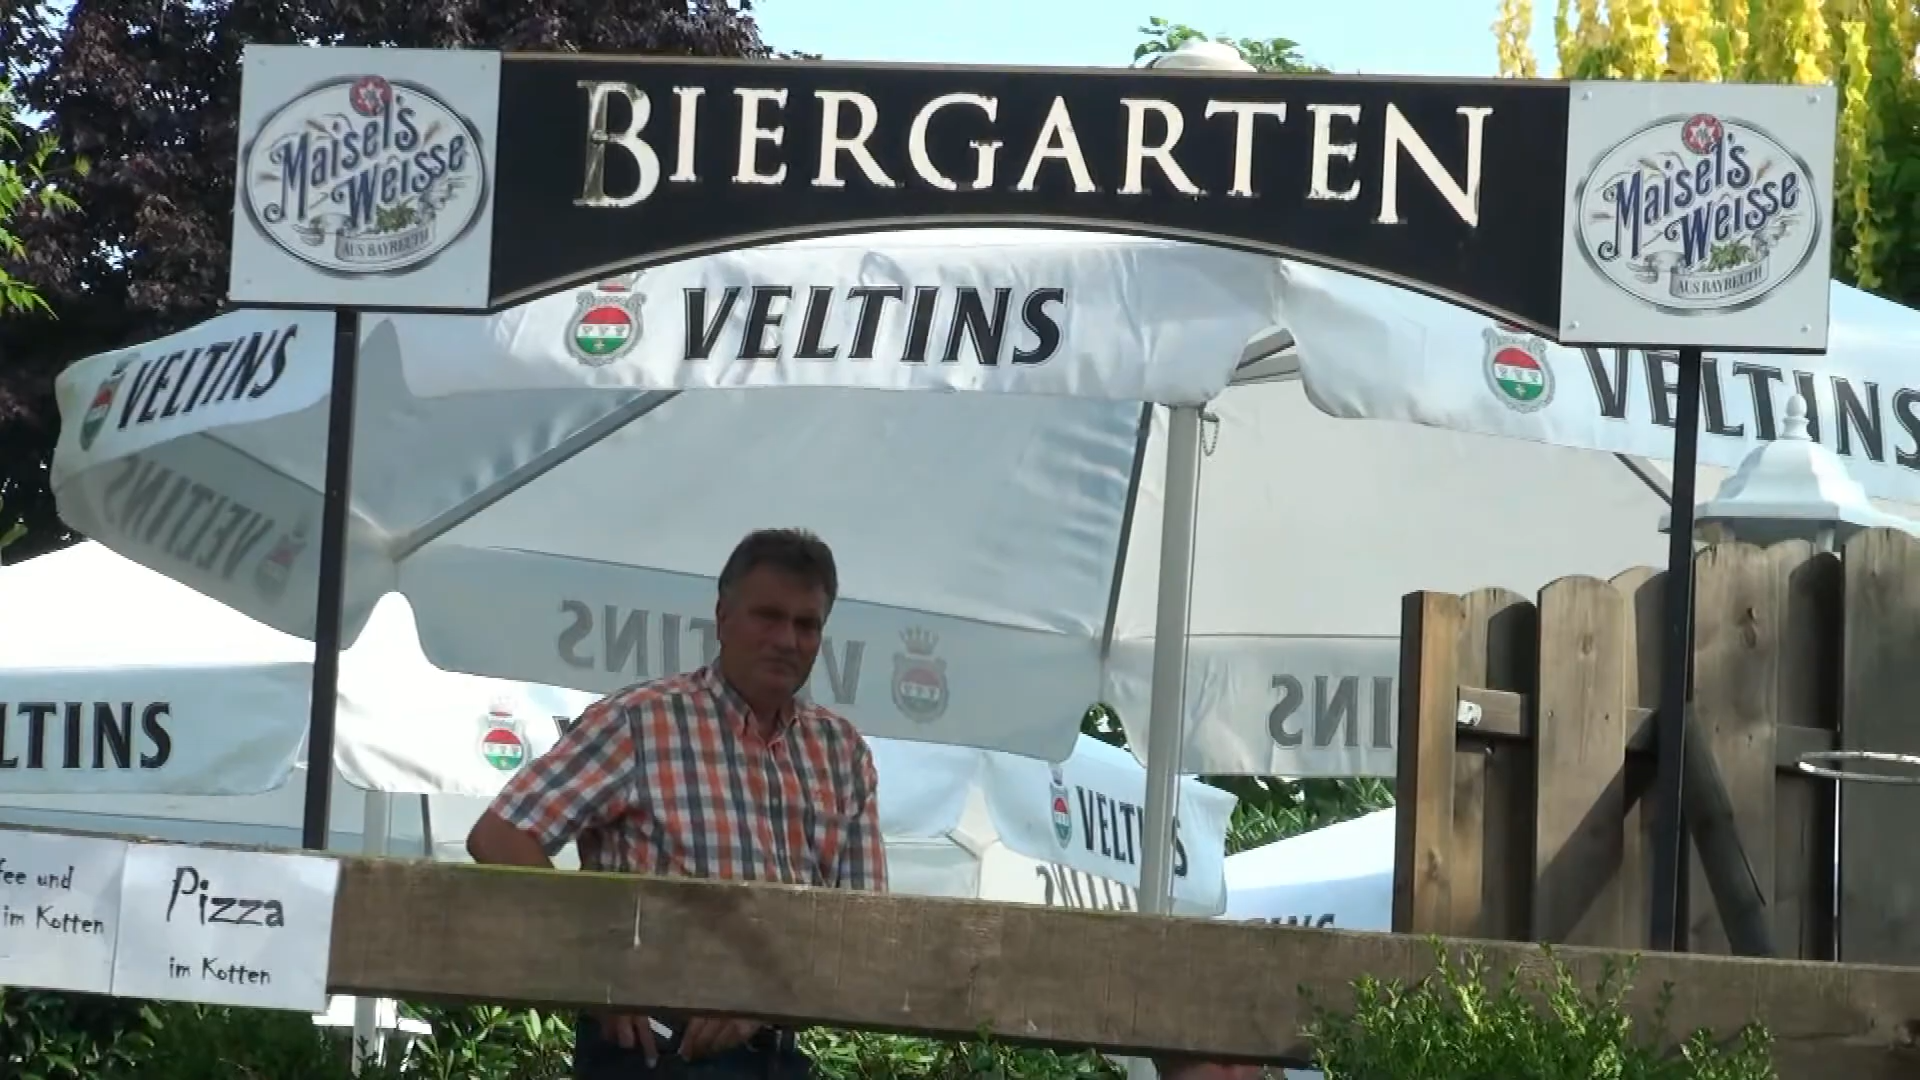 BIERGARTEN
Maisel's
Weisse
AUS BAYREUTH
Maisel's
Weisse
AUS BAYREUTH
VELTINS
VELTINS
VELTINS
VELTINS
VELTINS
VELTINS
LTINS
VELTINS
VELTINS
fee und
im Kotten
Pizza
im Kotten